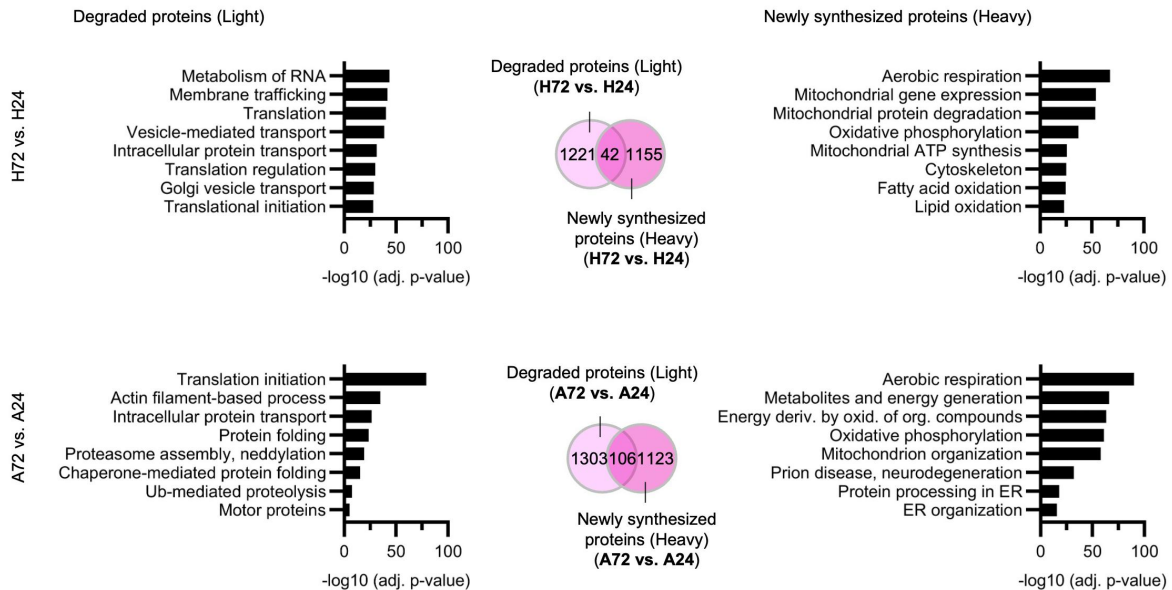 Degraded proteins (Light)
Newly synthesized proteins (Heavy)
H72 vs. H24
Metabolism of RNA
Membrane trafficking
Translation
Vesicle-mediated transport
Intracellular protein transport
Translation regulation
Golgi vesicle transport
Translational initiation
0 50 100
-log10 (adj. p-value)
Degraded proteins (Light)
(H72 vs. H24)
1221 42 1155
Newly synthesized
proteins (Heavy)
(H72 vs. H24)
Aerobic respiration
Mitochondrial gene expression
Mitochondrial protein degradation
Oxidative phosphorylation
Mitochondrial ATP synthesis
Cytoskeleton
Fatty acid oxidation
Lipid oxidation
0 50 100
-log10 (adj. p-value)
A72 vs. A24
Translation initiation
Actin filament-based process
Intracellular protein transport
Protein folding
Proteasome assembly, neddylation
Chaperone-mediated protein folding
Ub-mediated proteolysis
Motor proteins
0 50 100
-log10 (adj. p-value)
Degraded proteins (Light)
(A72 vs. A24)
1303 106 1123
Newly synthesized
proteins (Heavy)
(A72 vs. A24)
Aerobic respiration
Metabolites and energy generation
Energy deriv. by oxid. of org. compounds
Oxidative phosphorylation
Mitochondrion organization
Prion disease, neurodegeneration
Protein processing in ER
ER organization
0 50 100
-log10 (adj. p-value)